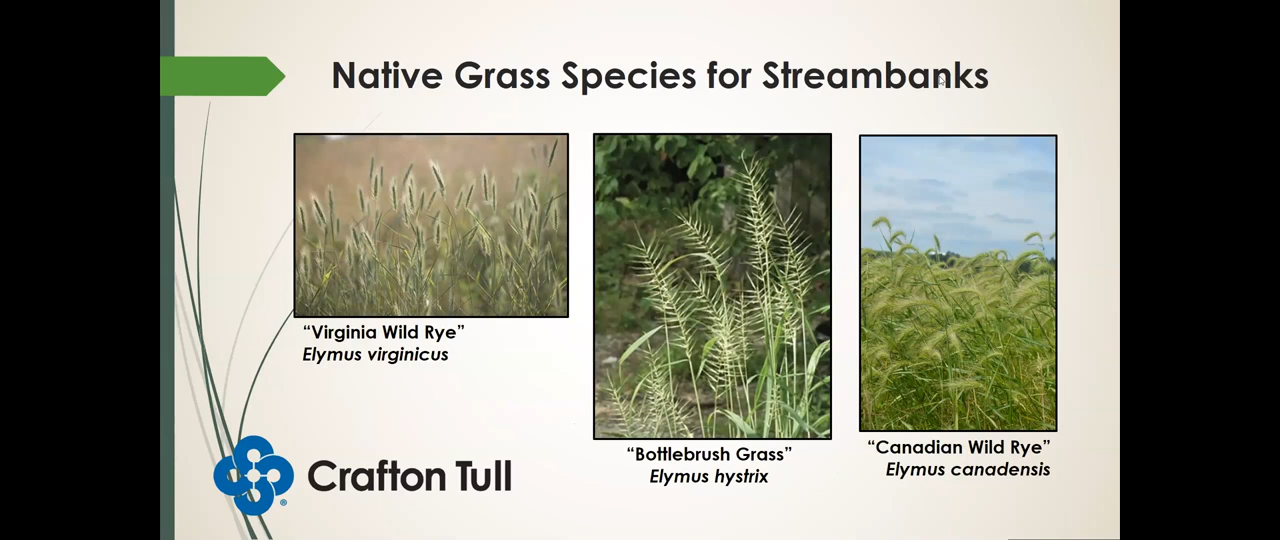 Native Grass Species for Streambanks
“Virginia Wild Rye”
Elymus virginicus
“Bottlebrush Grass”
Elymus hystrix
“Canadian Wild Rye”
Elymus canadensis
Crafton Tull
®